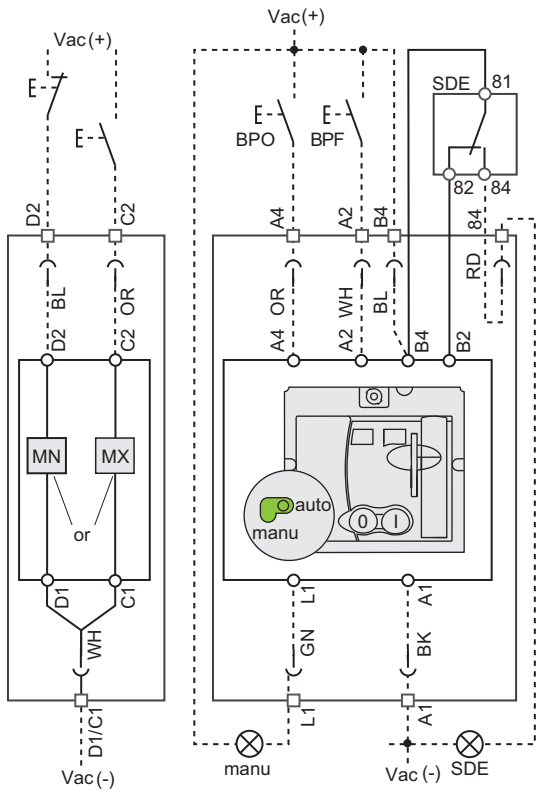 Vac(+)
Vac(+)
SDE
81
BPO
BPF
82
84
D2
C2
A4
A2
B4
84
BL
OR
OR
WH
BL
RD
D2
C2
A4
A2
B4
B2
MN
MX
or
auto
manu
0
I
D1
C1
L1
A1
WH
GN
BK
D1/C1
L1
A1
manu
SDE
Vac(-)
Vac (-)